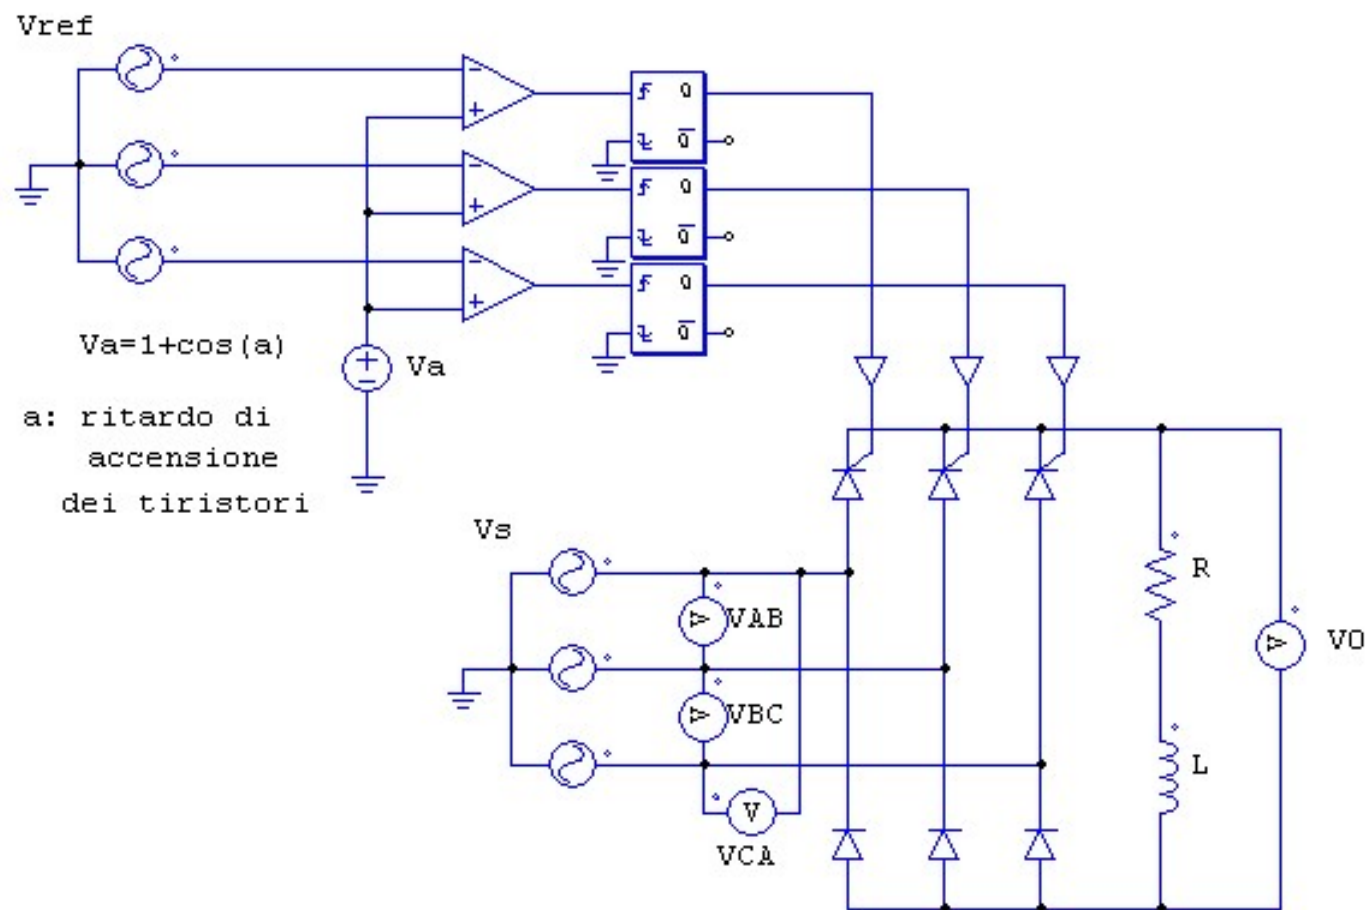 Vref
Va=1+cos(a)
Va
a: ritardo di
accensione
dei tiristori
- +
- +
- +
Q
Q
Q
Q
Q
Q
+ -
Vs
VAB
VBC
V
VCA
V
V
R
L
V
VO